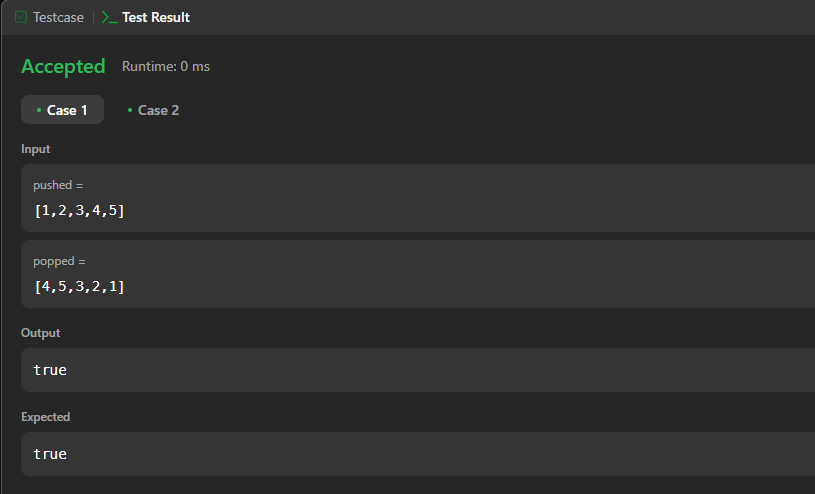 Testcase | >_ Test Result
Accepted Runtime: 0 ms
• Case 1 • Case 2
Input
pushed =
[1,2,3,4,5]
popped =
[4,5,3,2,1]
Output
true
Expected
true